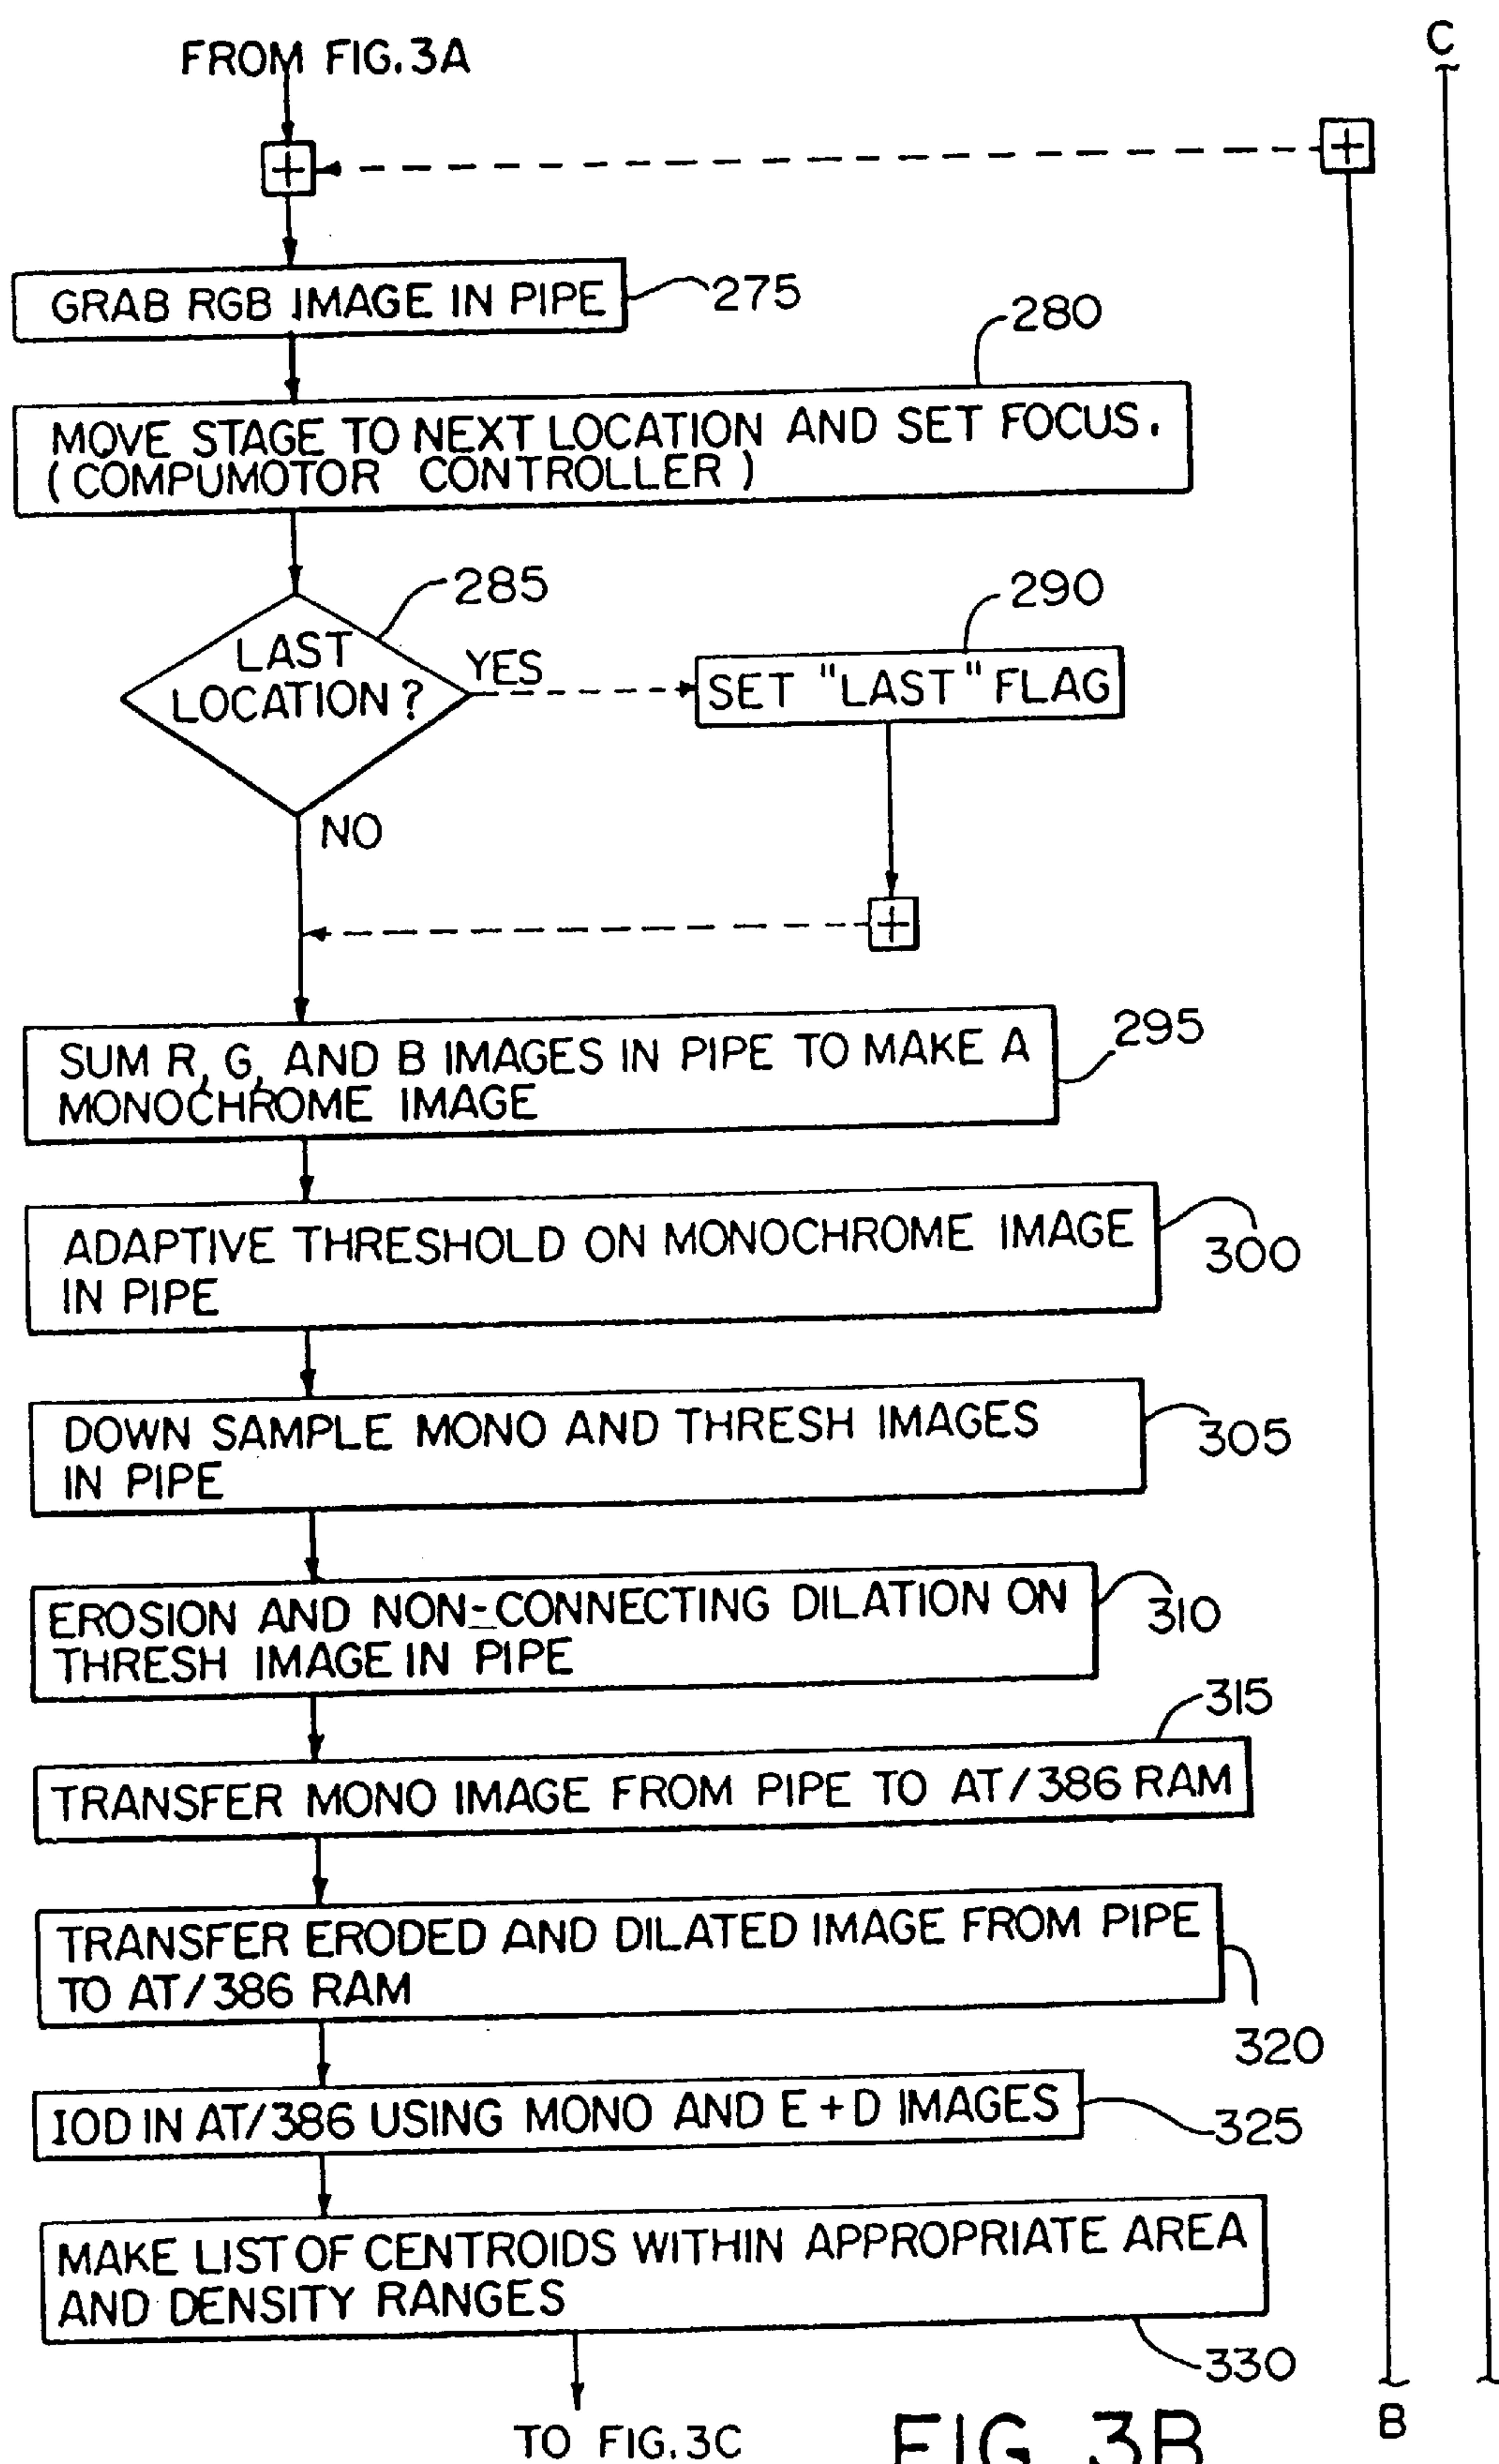 C
FROM FIG. 3A
+
+
GRAB RGB IMAGE IN PIPE
275
280
MOVE STAGE TO NEXT LOCATION AND SET FOCUS.
(COMPUMOTOR CONTROLLER)
285
290
LAST
LOCATION?
YES
SET "LAST" FLAG
NO
+
295
SUM R, G, AND B IMAGES IN PIPE TO MAKE A
MONOCHROME IMAGE
ADAPTIVE THRESHOLD ON MONOCHROME IMAGE
IN PIPE
300
DOWN SAMPLE MONO AND THRESH IMAGES
IN PIPE
305
EROSION AND NON-CONNECTING DILATION ON
THRESH IMAGE IN PIPE
310
315
TRANSFER MONO IMAGE FROM PIPE TO AT/386 RAM
TRANSFER ERODED AND DILATED IMAGE FROM PIPE
TO AT/386 RAM
320
IOD IN AT/386 USING MONO AND E+D IMAGES
325
MAKE LIST OF CENTROIDS WITHIN APPROPRIATE AREA
AND DENSITY RANGES
330
TO FIG. 3C
FIG. 3B
B